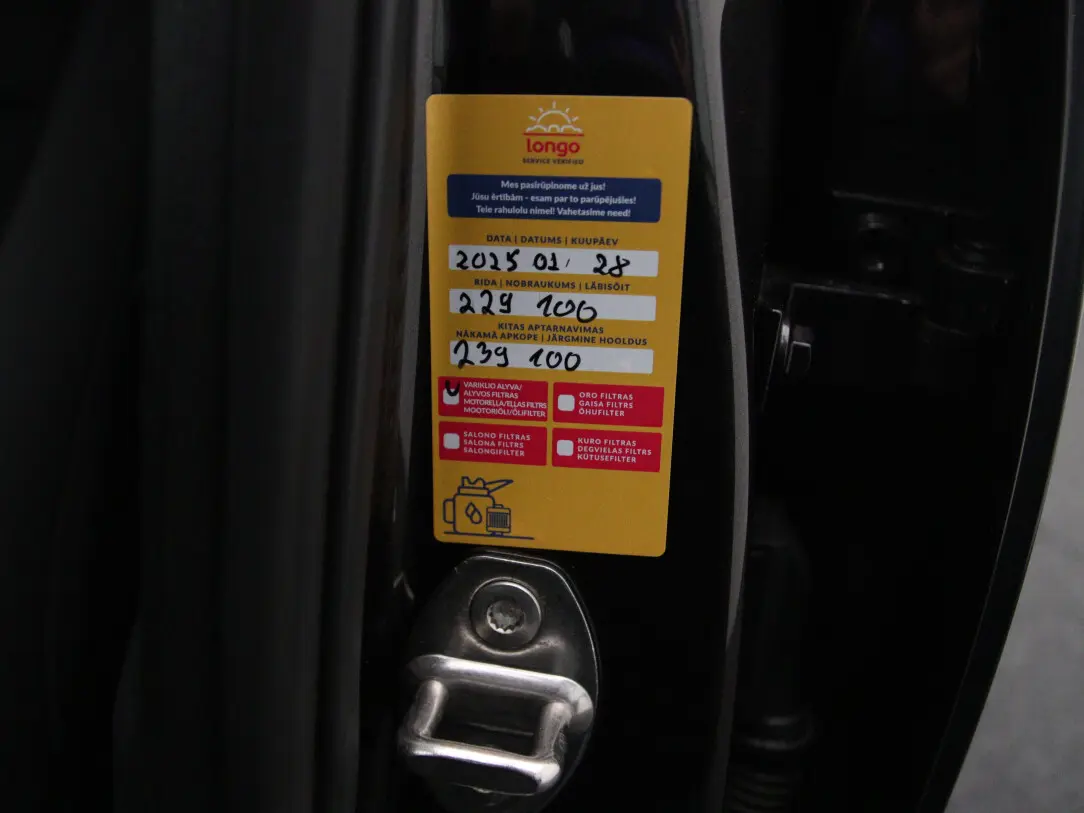 longo
SERVICE VERIFIED
Mes pasirūpinome už jus!
Jūsu ērtībām - esam par to parūpējušies!
Teie rahulolu nimel! Vahetasime need!
DATA | DATUMS | KUUPÄEV
2025 01 28
RIDA | NOBRAUKUMS | LÄBISÕIT
229 100
KITAS APTARNAVIMAS
NĀKAMĀ APKOPE | JÄRGMINE HOOLDUS
239 100
VARIKLIO ALYVA/
ALYVOS FILTRAS
MOTORELLA/EĻĻAS FILTRS
MOOTORIÕLI/ÕLIFILTER
ORO FILTRAS
GAISA FILTRS
ÕHUFILTER
SALONO FILTRAS
SALONA FILTRS
SALONGIFILTER
KURO FILTRAS
DEGVIELAS FILTRS
KÜTUSEFILTER